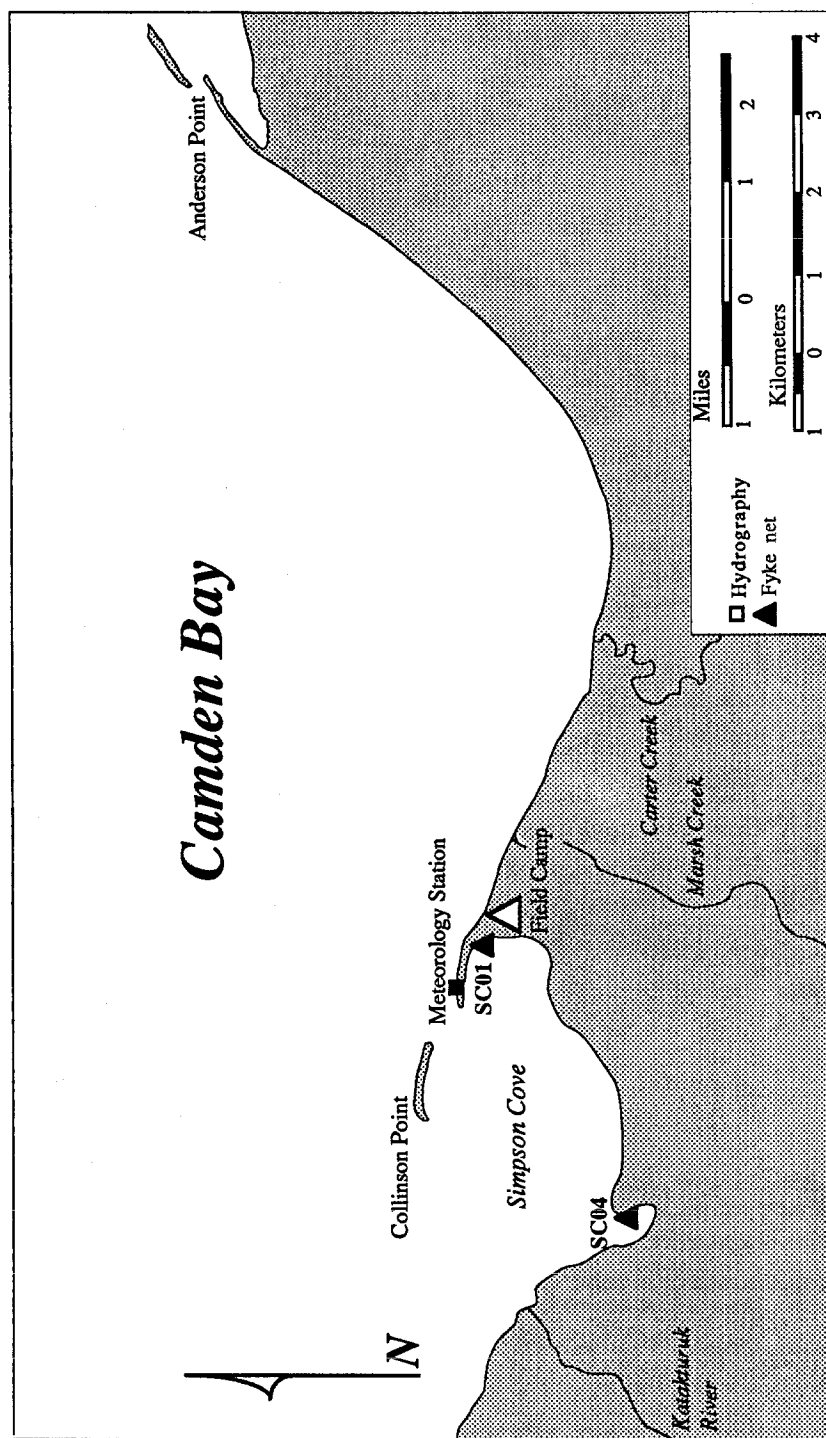 Camden Bay
Anderson Point
Collinson Point
Meteorology Station
N
SC01
Simpson Cove
Field Camp
SC04
Carter Creek
Marsh Creek
Katakturuk
River
Hydrography
Fyke net
Miles
1 0 1 2
Kilometers
1 0 1 2 3 4